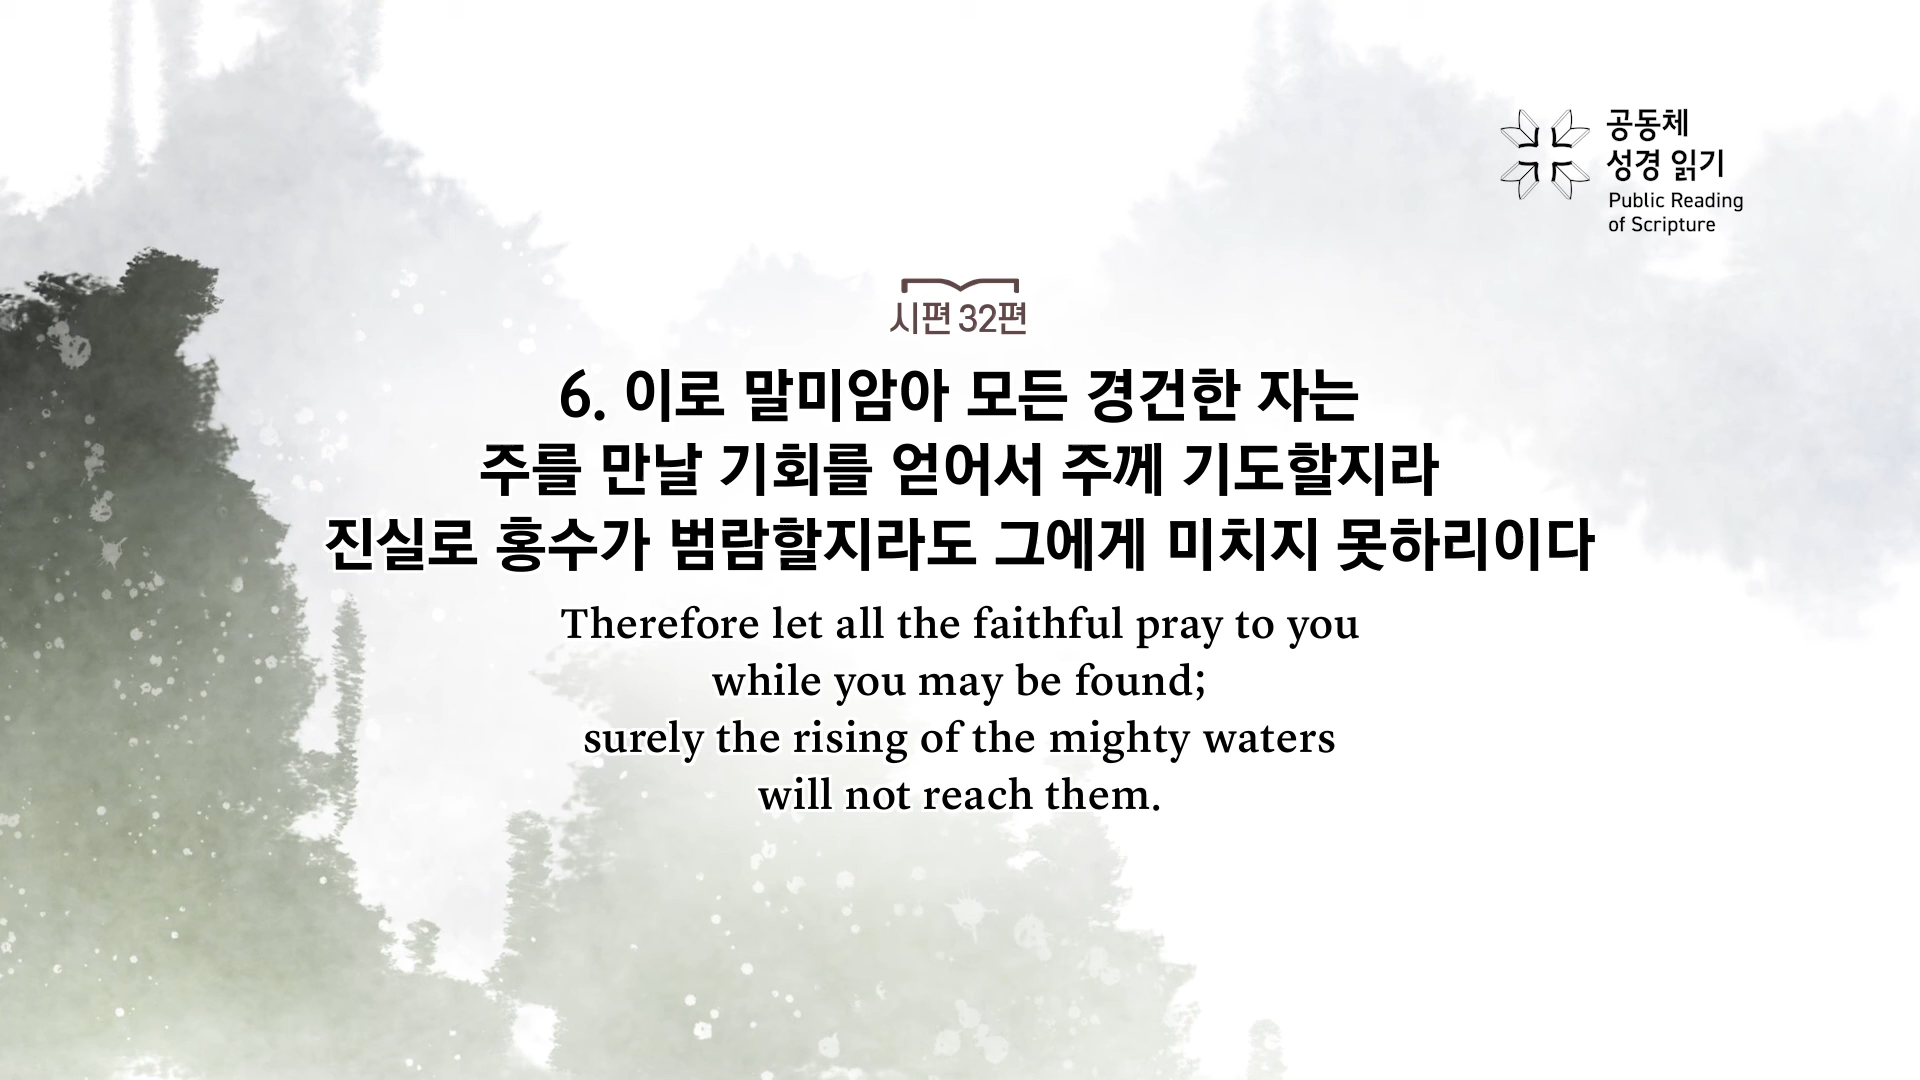 공동체
성경 읽기
Public Reading
of Scripture
시편 32편
6. 이로 말미암아 모든 경건한 자는
주를 만날 기회를 얻어서 주께 기도할지라
진실로 홍수가 범람할지라도 그에게 미치지 못하리이다
Therefore let all the faithful pray to you
while you may be found;
surely the rising of the mighty waters
will not reach them.